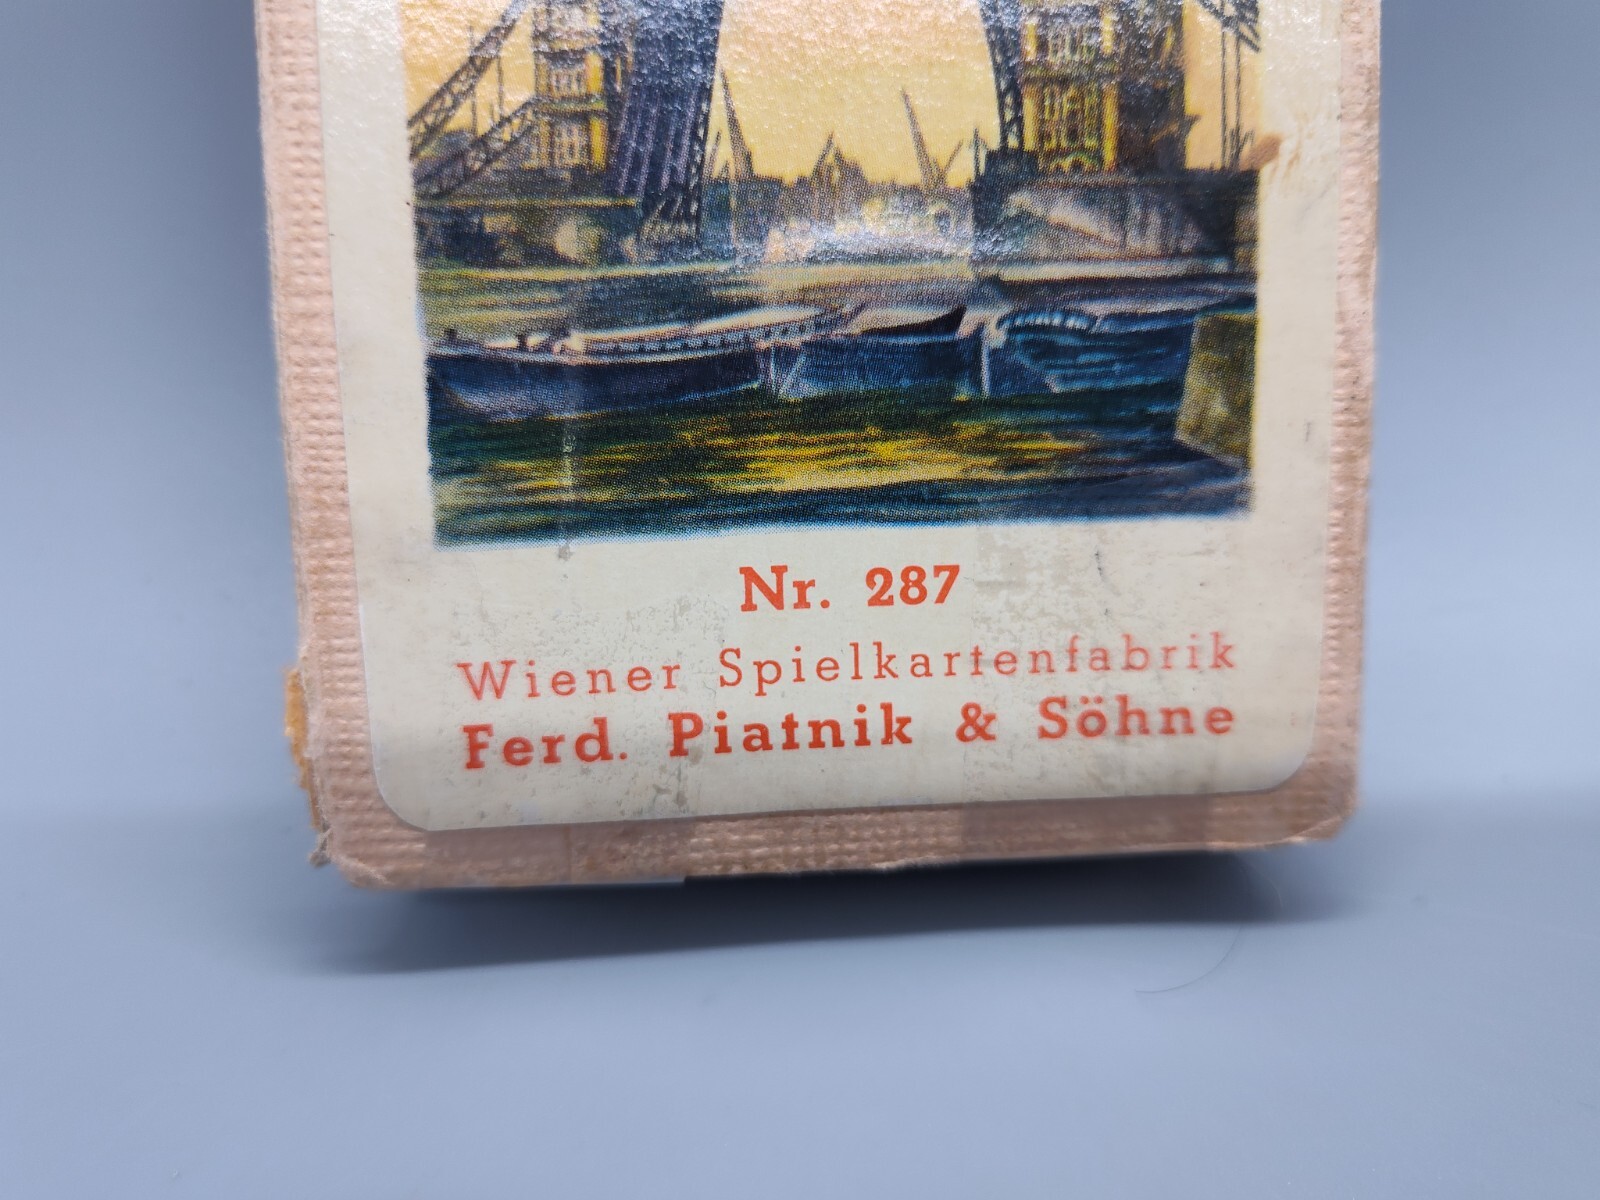 Nr. 287
Wiener Spielkartenfabrik
Ferd. Piatnik & Söhne